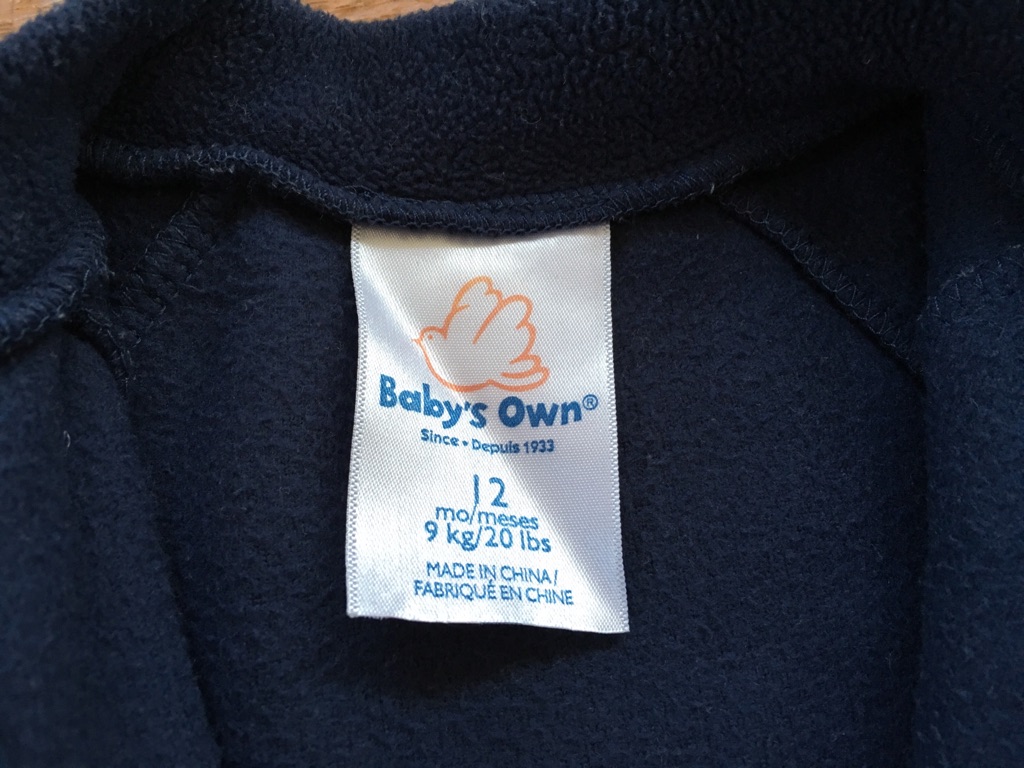 Baby's Own®
Since • Depuis 1933
12
mo/meses
9 kg/20 lbs
MADE IN CHINA/
FABRIQUÉ EN CHINE